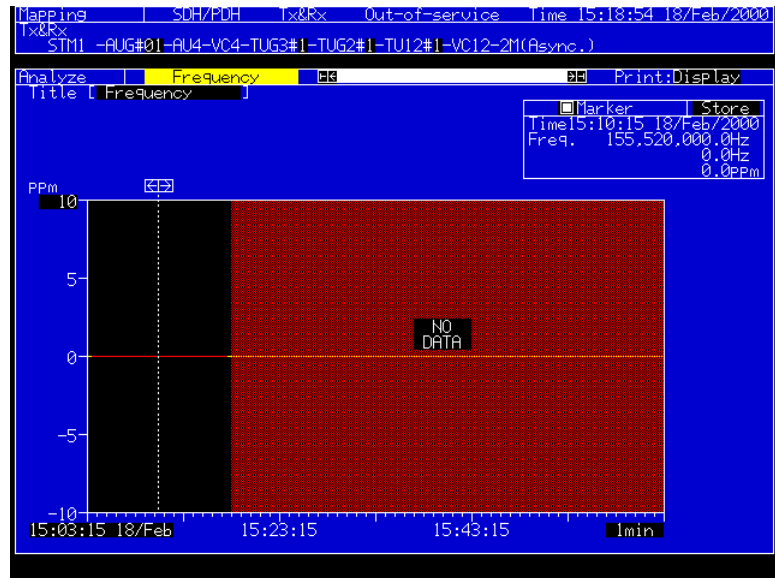 Mapping | SDH/PDH Tx&Rx Out-of-service Time 15:18:54 18/Feb/2000
Tx&Rx
STM1 -AUG#01-AU4-VC4-TUG3#1-TUG2#1-TU12#1-VC12-2M(Async.)
Analyze | Frequency Print:Display
Title [ Frequency ]
Marker | Store
Time15:10:15 18/Feb/2000
Freq. 155,520,000.0Hz
0.0Hz
0.0ppm
PPm
10
5
0
-5
-10
NO
DATA
15:03:15 18/Feb 15:23:15 15:43:15 1min